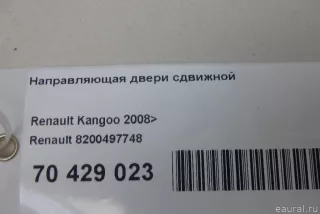 Направляющая двери сдвижной
Renault Kangoo 2008>
Renault 8200497748
70 429 023
eaural.ru